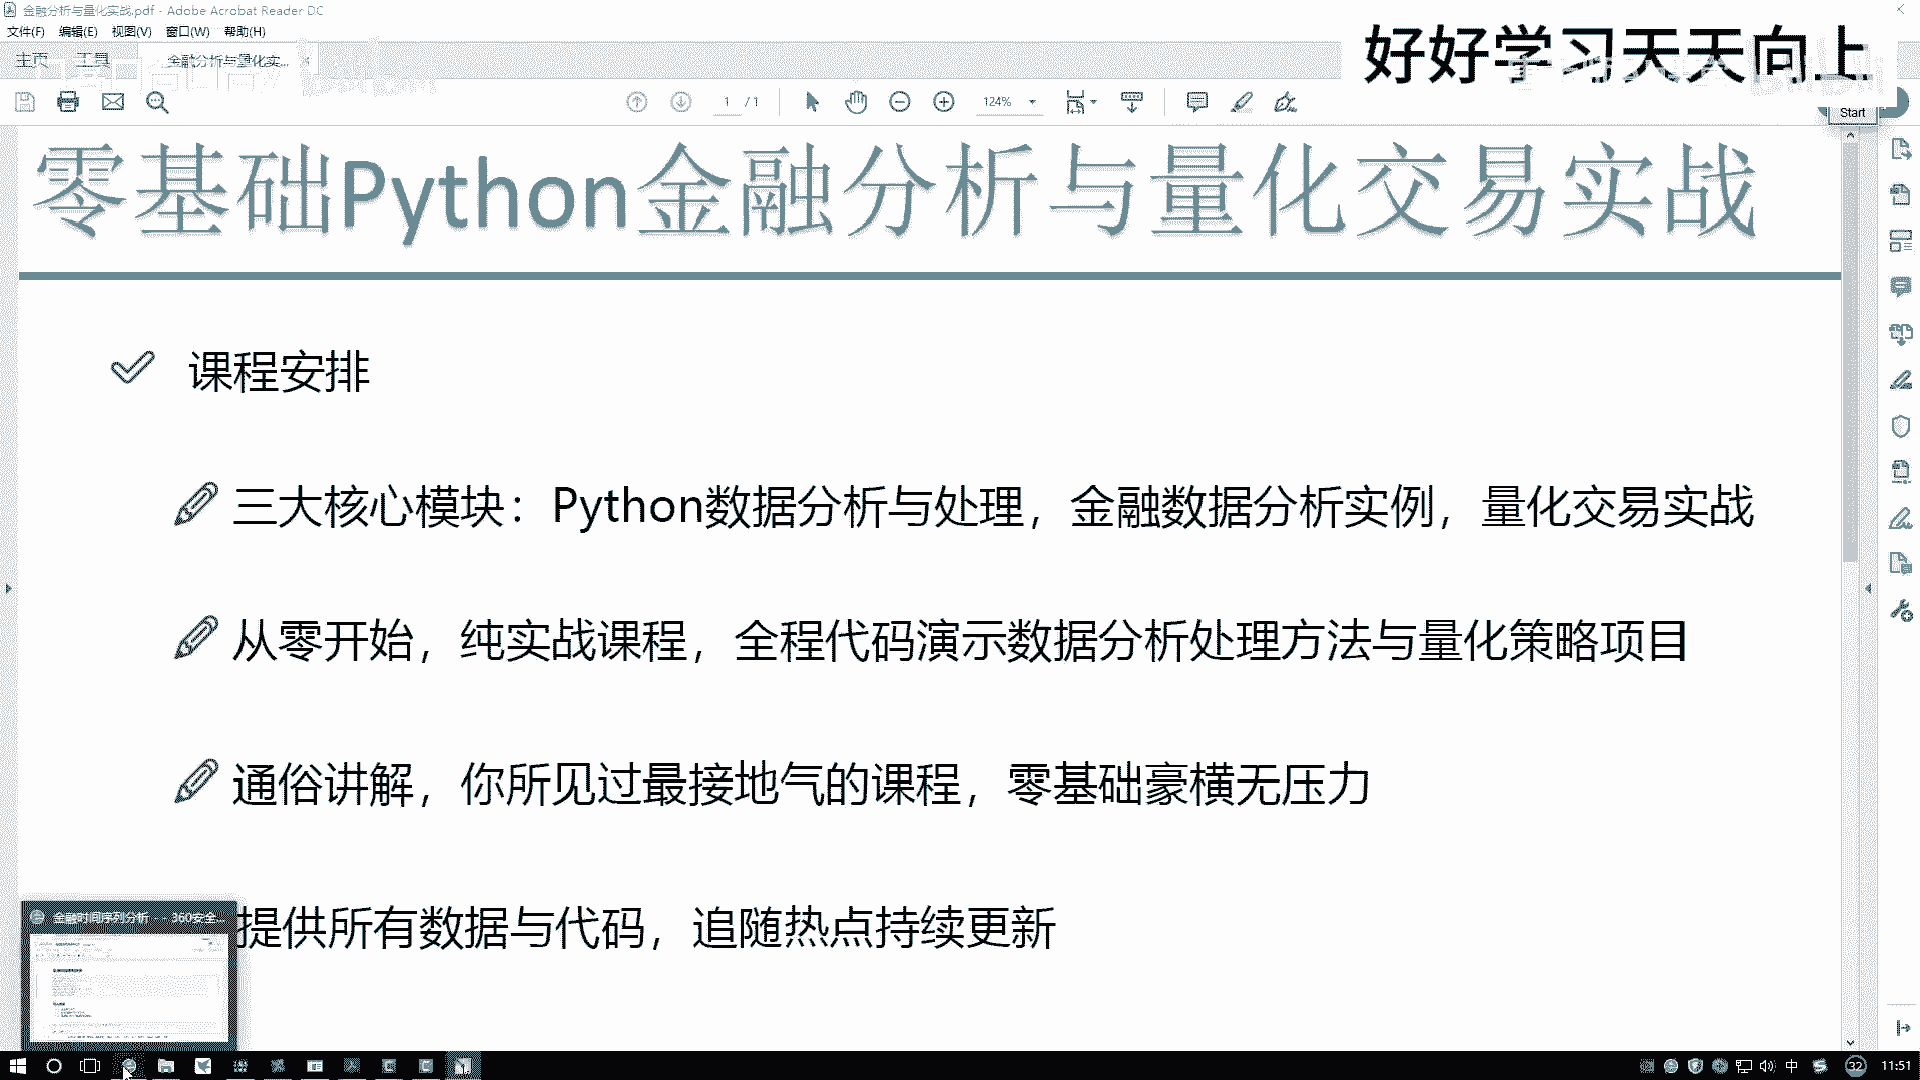 金融分析与量化实战.pdf - Adobe Acrobat Reader DC
文件(F) 编辑(E) 视图(V) 窗口(W) 帮助(H)
主页 工具 金融分析与量化实...
好好学习天天向上
1 / 1 124%
Start
零基础Python金融分析与量化交易实战
课程安排
三大核心模块：Python数据分析与处理，金融数据分析实例，量化交易实战
从零开始，纯实战课程，全程代码演示数据分析处理方法与量化策略项目
通俗讲解，你所见过最接地气的课程，零基础豪横无压力
提供所有数据与代码，追随热点持续更新
金融时间序列分析 - - 360安全...
中 32 11:51